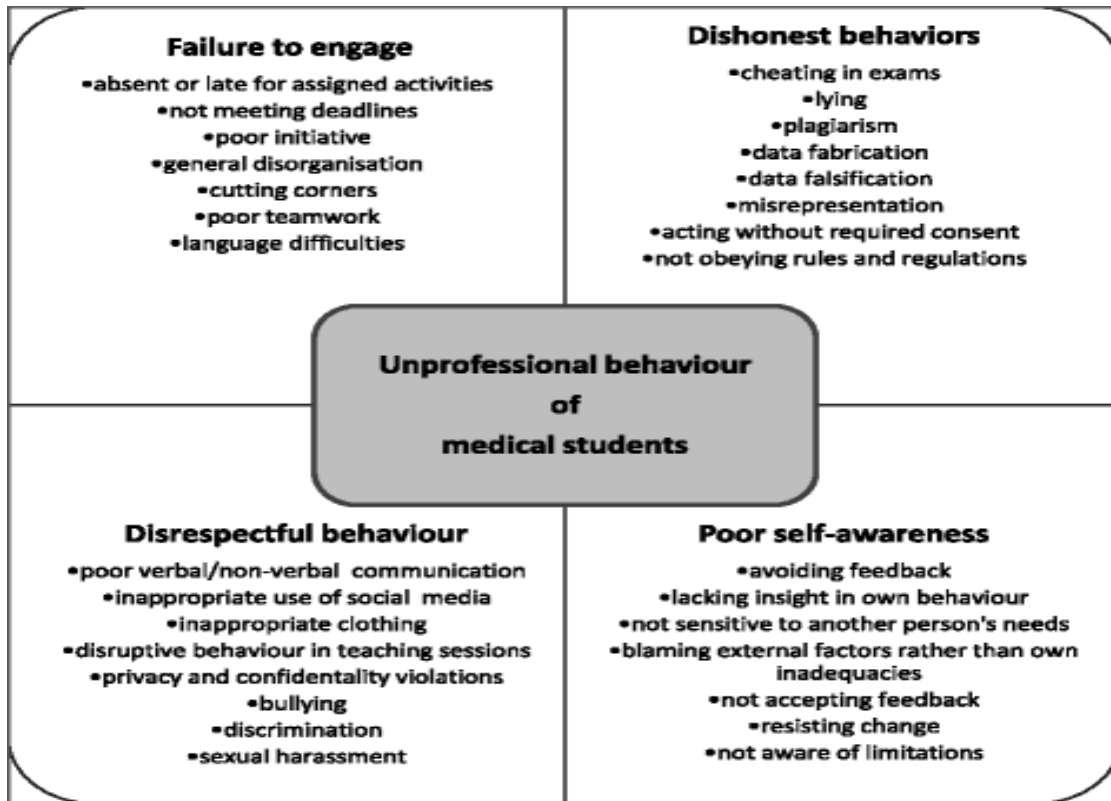 Failure to engage
•absent or late for assigned activities
•not meeting deadlines
•poor initiative
•general disorganisation
•cutting corners
•poor teamwork
•language difficulties
Dishonest behaviors
•cheating in exams
•lying
•plagiarism
•data fabrication
•data falsification
•misrepresentation
•acting without required consent
•not obeying rules and regulations
Unprofessional behaviour
of
medical students
Disrespectful behaviour
•poor verbal/non-verbal communication
•inappropriate use of social media
•inappropriate clothing
•disruptive behaviour in teaching sessions
•privacy and confidentality violations
•bullying
•discrimination
•sexual harassment
Poor self-awareness
•avoiding feedback
•lacking insight in own behaviour
•not sensitive to another person's needs
•blaming external factors rather than own
inadequacies
•not accepting feedback
•resisting change
•not aware of limitations